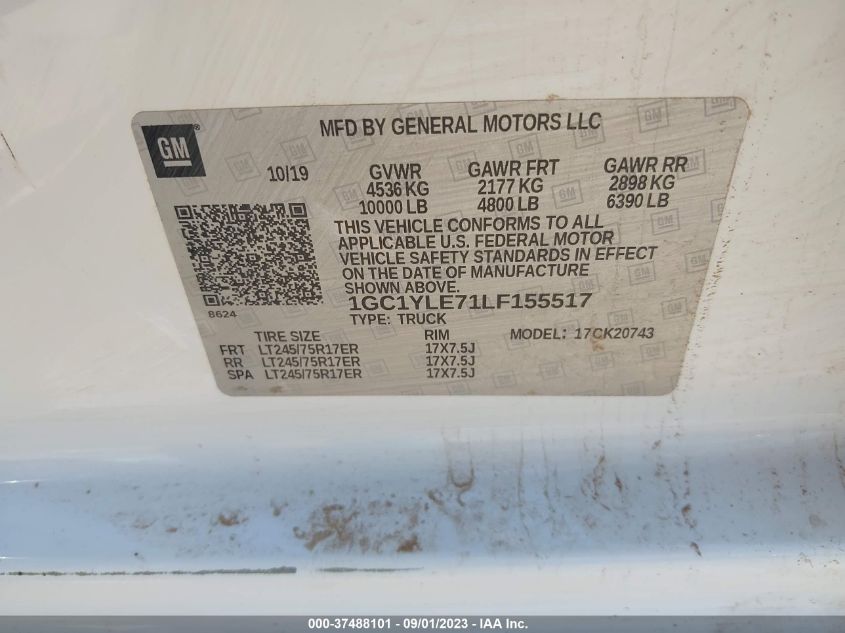 GM®
MFD BY GENERAL MOTORS LLC
10/19 GVWR GAWR FRT GAWR RR
4536 KG 2177 KG 2898 KG
10000 LB 4800 LB 6390 LB
THIS VEHICLE CONFORMS TO ALL
APPLICABLE U.S. FEDERAL MOTOR
VEHICLE SAFETY STANDARDS IN EFFECT
ON THE DATE OF MANUFACTURE
SHOWN ABOVE.
8624
1GC1YLE71LF155517
TYPE: TRUCK
TIRE SIZE RIM MODEL: 17CK20743
FRT LT245/75R17ER 17X7.5J
RR LT245/75R17ER 17X7.5J
SPA LT245/75R17ER 17X7.5J
000-37488101 - 09/01/2023 - IAA Inc.